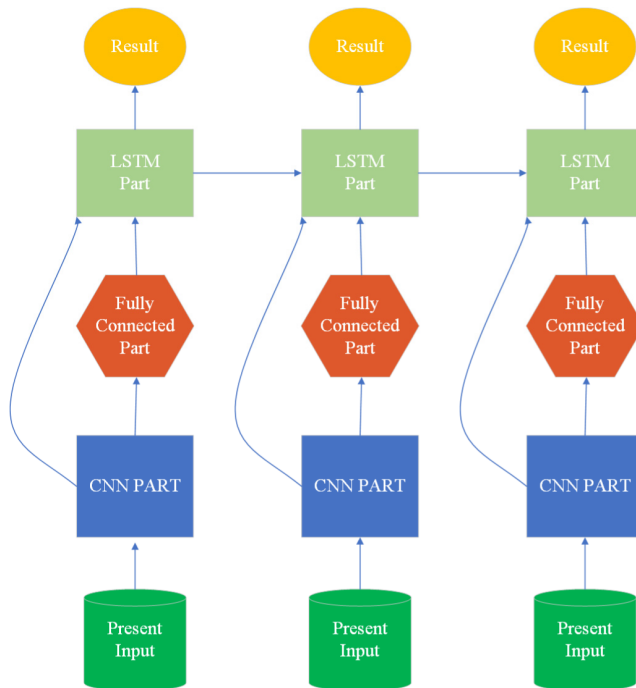 Result
Result
Result
LSTM
Part
LSTM
Part
LSTM
Part
Fully
Connected
Part
Fully
Connected
Part
Fully
Connected
Part
CNN PART
CNN PART
CNN PART
Present
Input
Present
Input
Present
Input